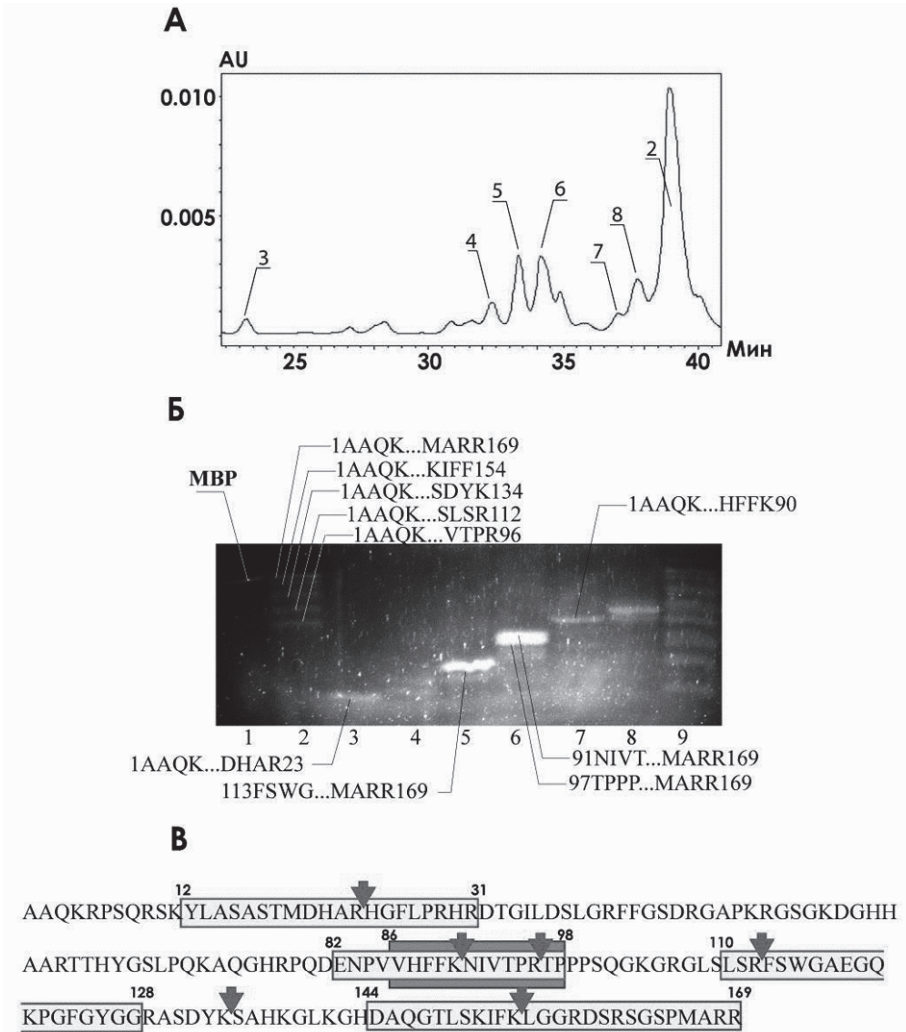 А
AU
0.010
0.005
2
5
6
8
4
7
3
25
30
35
40
Мин
Б
1AAQK...MARR169
MBP
1AAQK...KIFF154
1AAQK...SDYK134
1AAQK...SLSR112
1AAQK...VTPR96
1AAQK...HFFK90
1 2 3 4 5 6 7 8 9
1AAQK...DHAR23
91NIVT...MARR169
113FSWG...MARR169
97TPPP...MARR169
В
12 31
AAQKRPSQRSKYLASASTMDHARHGFLPRHRDTGILDSLGRFFGSDRGAPKRGSGKDGHH
82 86 98 110
AARTTHYGSLPQKAQGHRPQDENPVVHFFKNIVTPRTPPPSQGKGRGLSLSRFSWGAEGQ
128 144 169
KPGFGYGGRASDYKSAHKGLKGHDAQGTLSKIFKLGGRDSRSGSPMARR